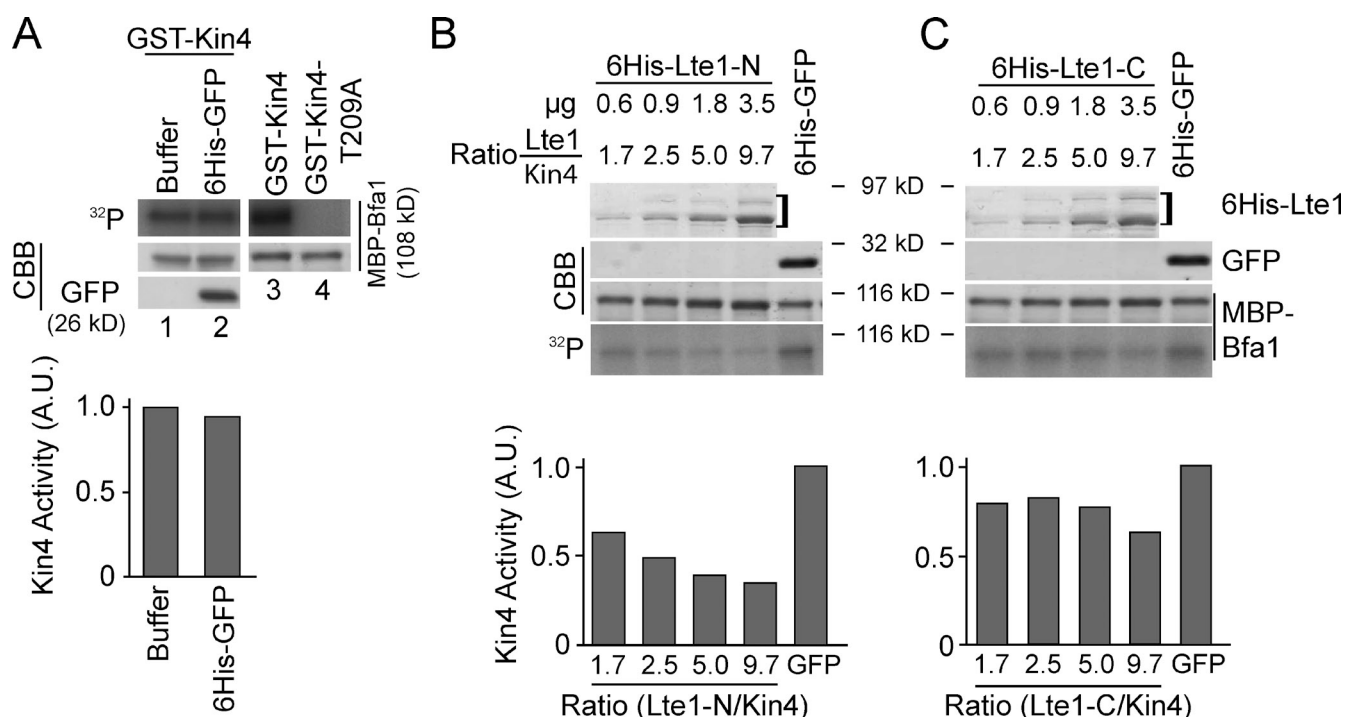 A
GST-Kin4
Buffer
6His-GFP
GST-Kin4
GST-Kin4-
T209A
32P
CBB
GFP
(26 kD)
1 2
3 4
MBP-Bfa1
(108 kD)
Kin4 Activity (A.U.)
1.0
0.5
0
Buffer
6His-GFP
B
6His-Lte1-N
µg 0.6 0.9 1.8 3.5
Ratio Lte1
Kin4
1.7 2.5 5.0 9.7
6His-GFP
CBB
32P
– 97 kD –
– 32 kD –
– 116 kD –
– 116 kD –
Kin4 Activity (A.U.)
1.0
0.5
0
1.7 2.5 5.0 9.7 GFP
Ratio (Lte1-N/Kin4)
C
6His-Lte1-C
0.6 0.9 1.8 3.5
1.7 2.5 5.0 9.7
6His-GFP
6His-Lte1
GFP
MBP-
Bfa1
1.0
0.5
0
1.7 2.5 5.0 9.7 GFP
Ratio (Lte1-C/Kin4)